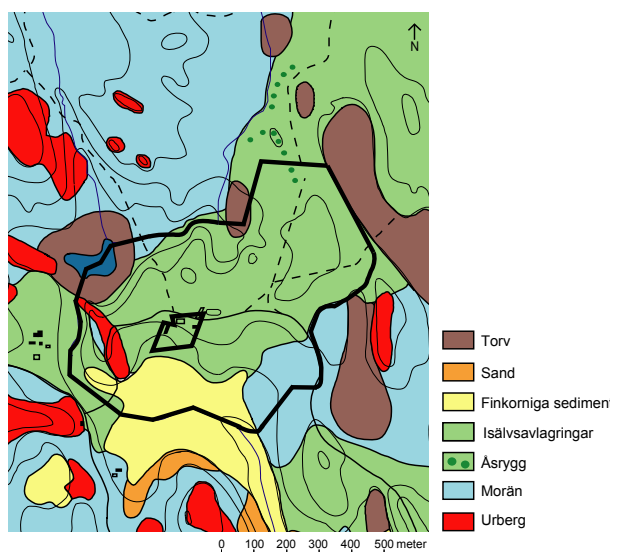 N
Torv
Sand
Finkorniga sedimen
Isälvsavlagringar
Åsrygg
Morän
Urberg
0 100 200 300 400 500 meter